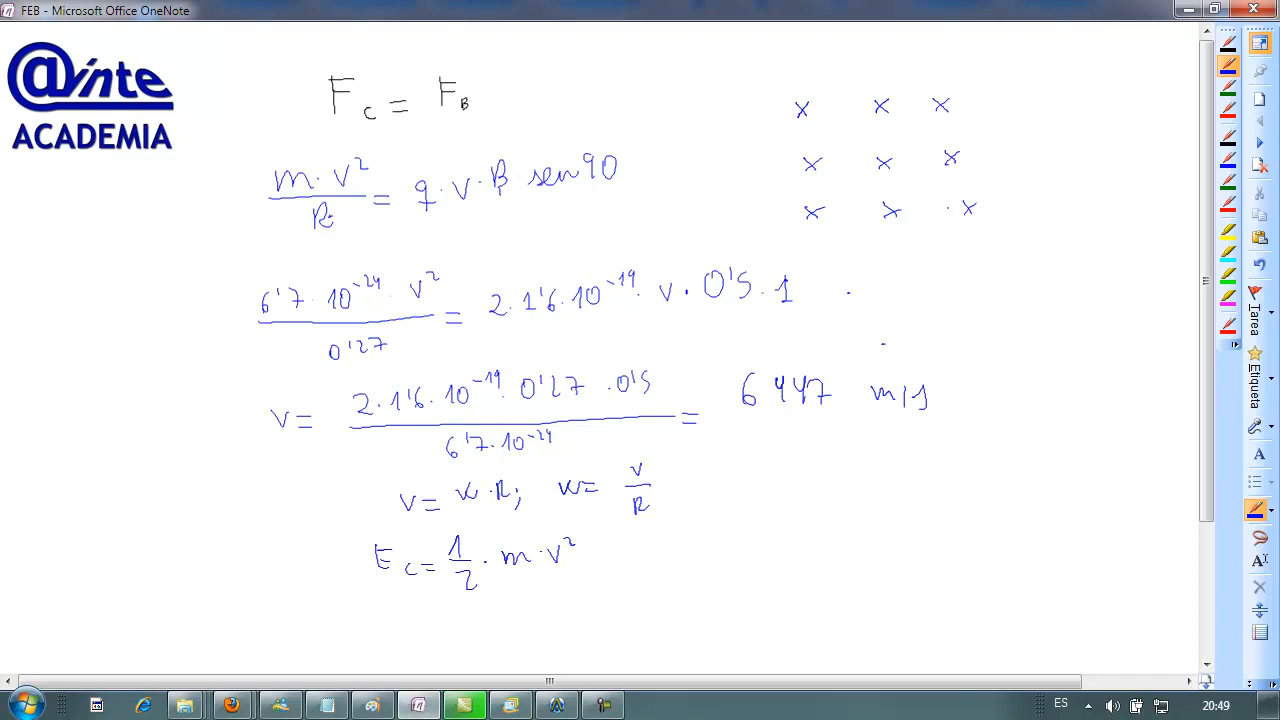 FEB - Microsoft Office OneNote
@inte
ACADEMIA
F_C = F_B
x x x
x x x
x x x
m · v² / R = q · v · B · sen 90
6'7 · 10⁻²⁴ · v² / 0'27 = 2 · 1'6 · 10⁻¹⁹ · v · 0'5 · 1
v = 2 · 1'6 · 10⁻¹⁹ · 0'27 · 0'5 / 6'7 · 10⁻²⁴ = 6447 m/s
v = w · R ; w = v / R
E_C = 1/2 · m · v²
Tarea
Etiqueta
ES 20:49